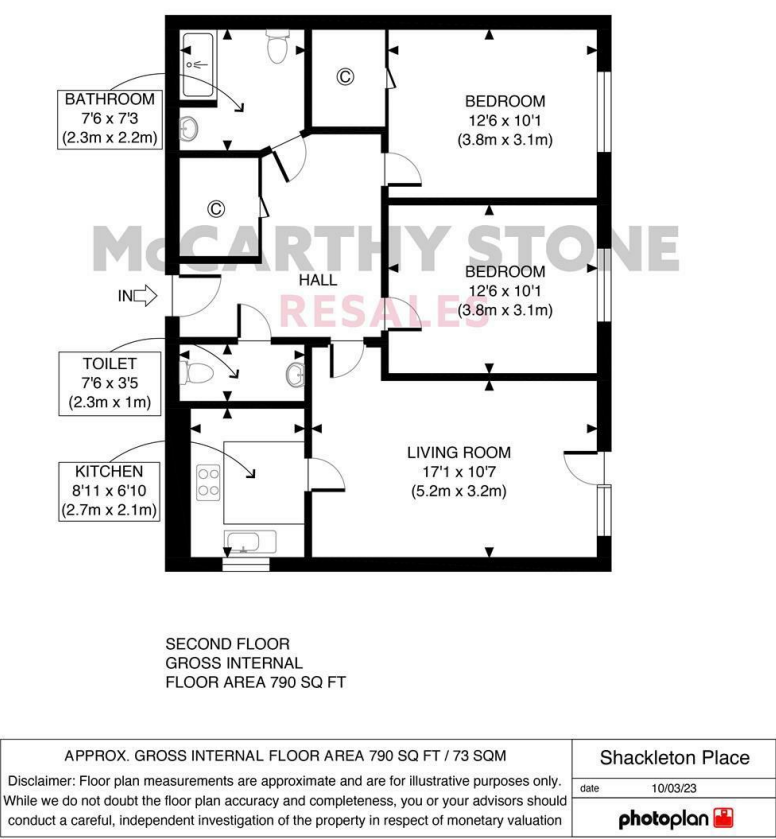 BATHROOM
7'6 x 7'3
(2.3m x 2.2m)
C
BEDROOM
12'6 x 10'1
(3.8m x 3.1m)
C
McCARTHY STONE
RESALES
BEDROOM
12'6 x 10'1
(3.8m x 3.1m)
HALL
IN
TOILET
7'6 x 3'5
(2.3m x 1m)
KITCHEN
8'11 x 6'10
(2.7m x 2.1m)
LIVING ROOM
17'1 x 10'7
(5.2m x 3.2m)
SECOND FLOOR
GROSS INTERNAL
FLOOR AREA 790 SQ FT
APPROX. GROSS INTERNAL FLOOR AREA 790 SQ FT / 73 SQM
Disclaimer: Floor plan measurements are approximate and are for illustrative purposes only.
While we do not doubt the floor plan accuracy and completeness, you or your advisors should
conduct a careful, independent investigation of the property in respect of monetary valuation
Shackleton Place
date 10/03/23
photoplan